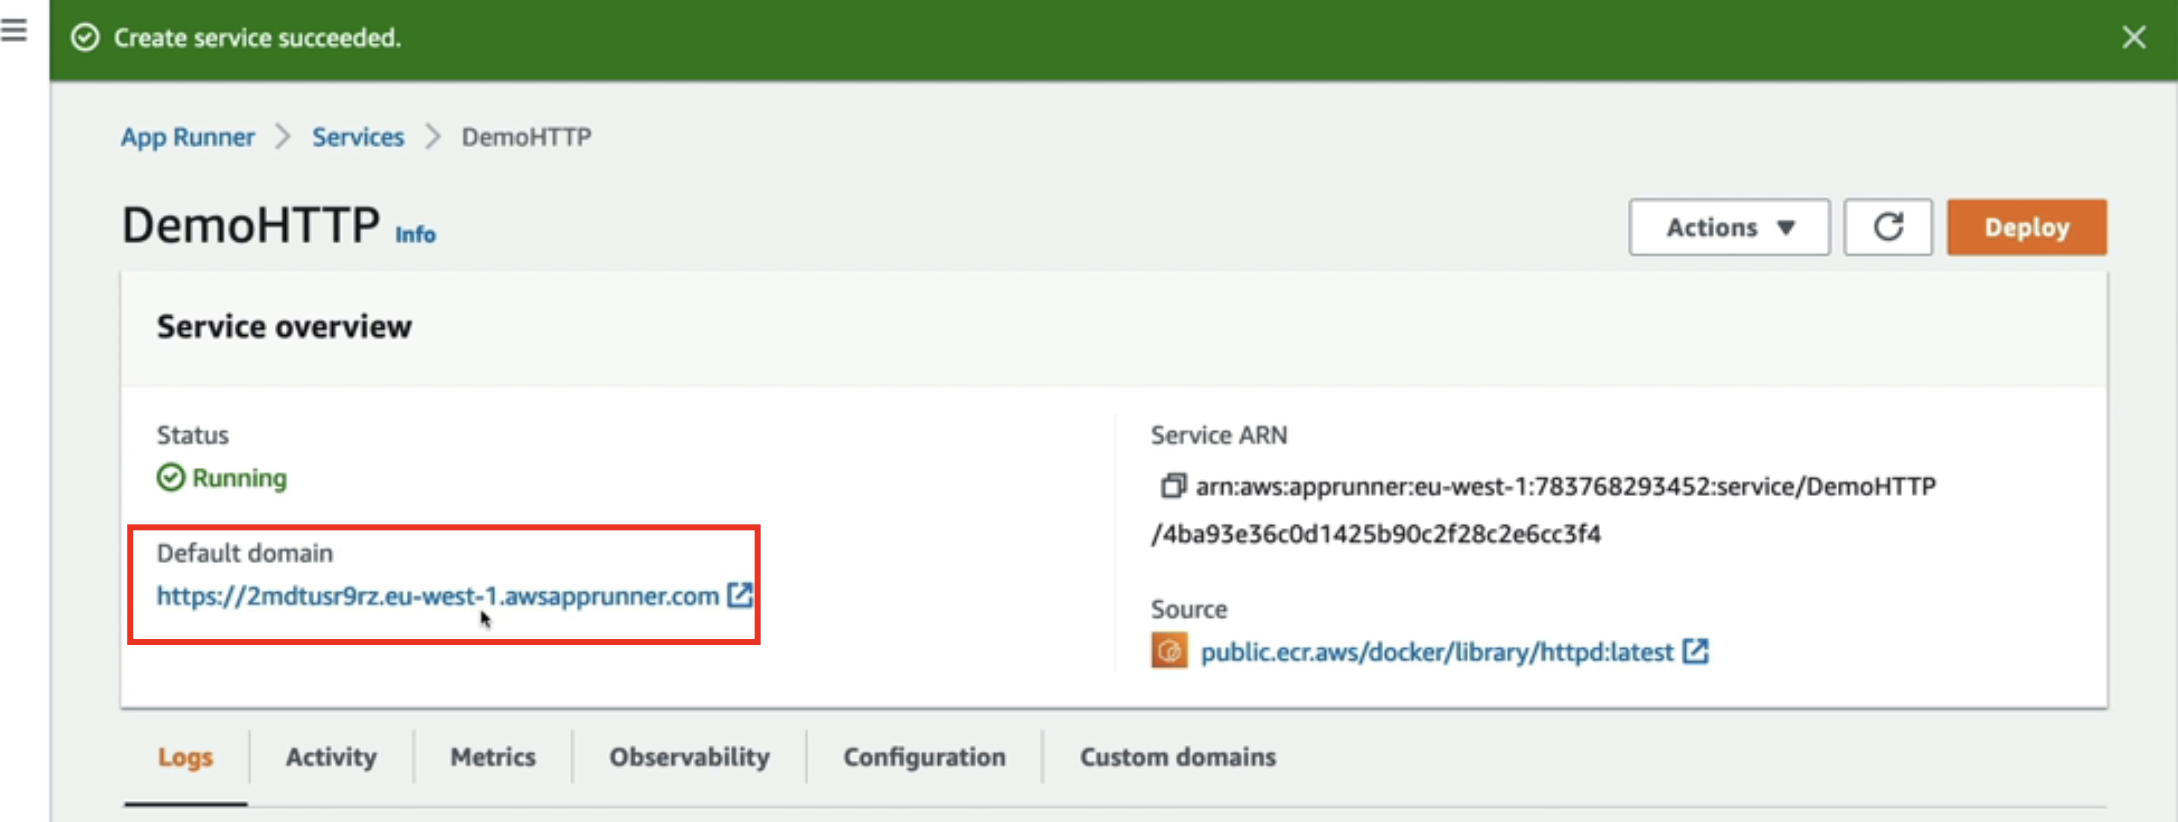 Create service succeeded.
App Runner > Services > DemoHTTP
DemoHTTP Info
Actions
Deploy
Service overview
Status
Running
Default domain
https://2mdtusr9rz.eu-west-1.awsapprunner.com
Service ARN
arn:aws:apprunner:eu-west-1:783768293452:service/DemoHTTP
/4ba93e36c0d1425b90c2f28c2e6cc3f4
Source
public.ecr.aws/docker/library/httpd:latest
Logs
Activity
Metrics
Observability
Configuration
Custom domains